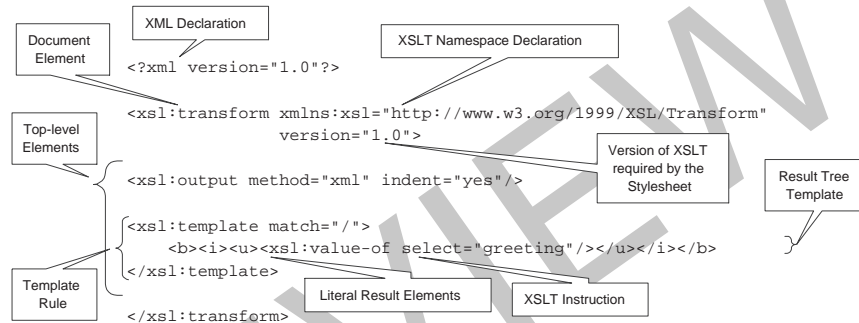 XML Declaration
Document
Element
XSLT Namespace Declaration
<?xml version="1.0"?>
<xsl:transform xmlns:xsl="http://www.w3.org/1999/XSL/Transform"
version="1.0">
Top-level
Elements
Version of XSLT
required by the
Stylesheet
Result Tree
Template
<xsl:output method="xml" indent="yes"/>
<xsl:template match="/">
<b><i><u><xsl:value-of select="greeting"/></u></i></b>
</xsl:template>
Template
Rule
Literal Result Elements
XSLT Instruction
</xsl:transform>
VIEW